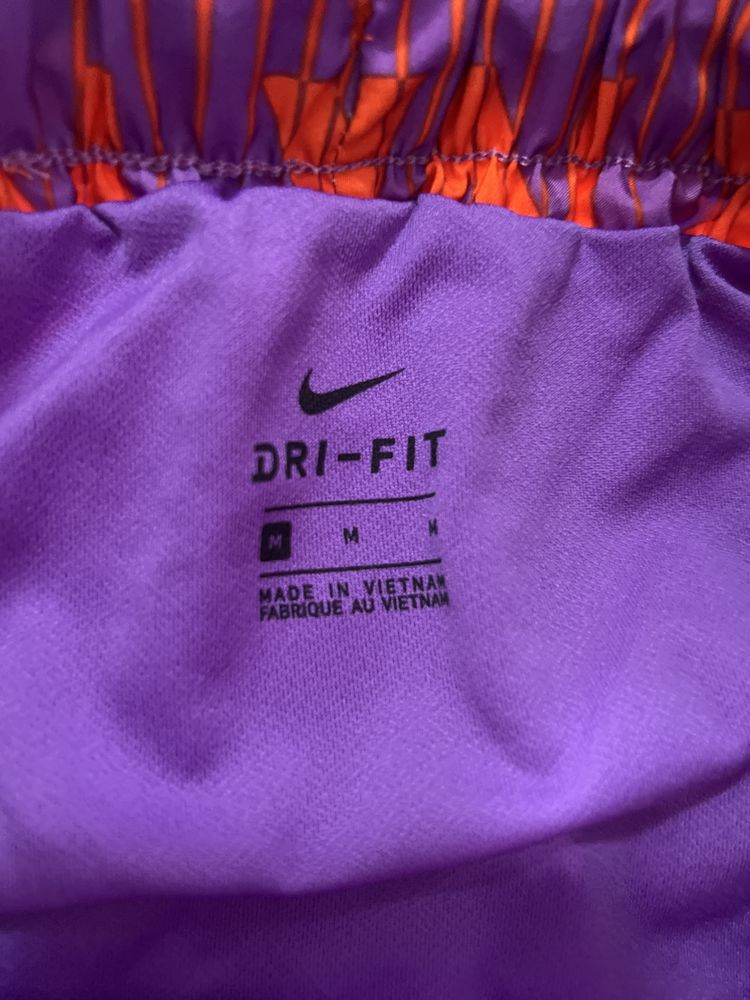 DRI-FIT
M M M
MADE IN VIETNAM
FABRIQUE AU VIETNAM